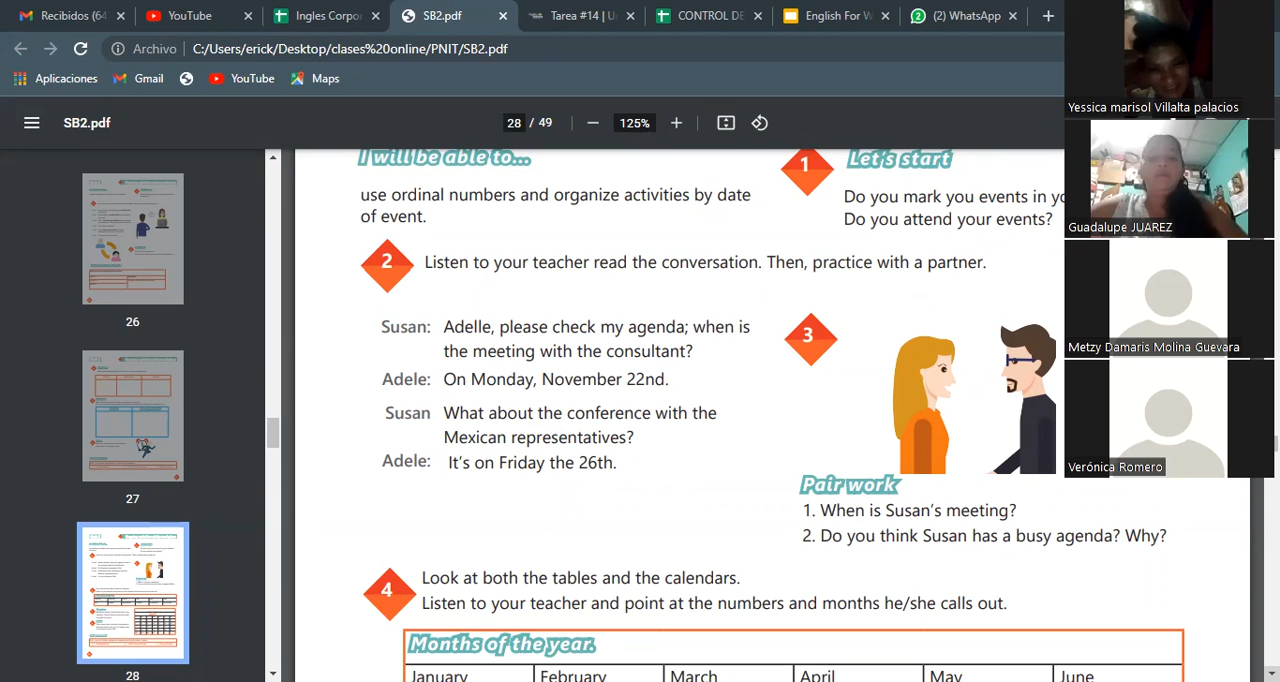 Recibidos (64
YouTube
Ingles Corpor
SB2.pdf
Tarea #14 | U
CONTROL DE
English For W
(2) WhatsApp
Archivo
C:/Users/erick/Desktop/clases%20online/PNIT/SB2.pdf
Aplicaciones
Gmail
YouTube
Maps
SB2.pdf
28 / 49
125%
26
27
28
I will be able to...
use ordinal numbers and organize activities by date
of event.
1
Let's start
Do you mark you events in yo
Do you attend your events?
2
Listen to your teacher read the conversation. Then, practice with a partner.
Susan: Adelle, please check my agenda; when is
the meeting with the consultant?
Adele: On Monday, November 22nd.
Susan What about the conference with the
Mexican representatives?
Adele: It's on Friday the 26th.
3
Pair work
1. When is Susan's meeting?
2. Do you think Susan has a busy agenda? Why?
4
Look at both the tables and the calendars.
Listen to your teacher and point at the numbers and months he/she calls out.
Months of the year.
January February March April May June
Yessica marisol Villalta palacios
Guadalupe JUAREZ
Metzy Damaris Molina Guevara
Verónica Romero